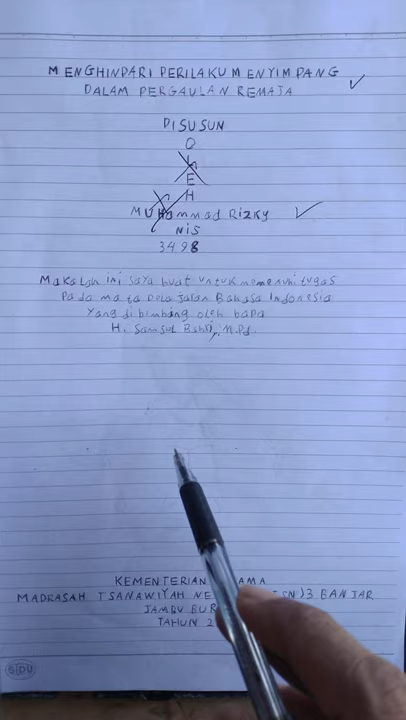 MENGHINDARI PERILAKU MENYIMPANG
DALAM PERGAULAN REMAJA
DISUSUN
O
L
E
H
MUHammad Rizky
NIS
3498
Makalah ini saya buat untuk memenuhi tugas
Pada mata Pelajaran Bahasa Indonesia
Yang di bimbing oleh bapa
H. Samsul Bahri, M.Pd.
KEMENTERIAN AMA
MADRASAH TSANAWIYAH NE SN)3 BANJAR
JAMBU BUR
TAHUN 2
SIDU